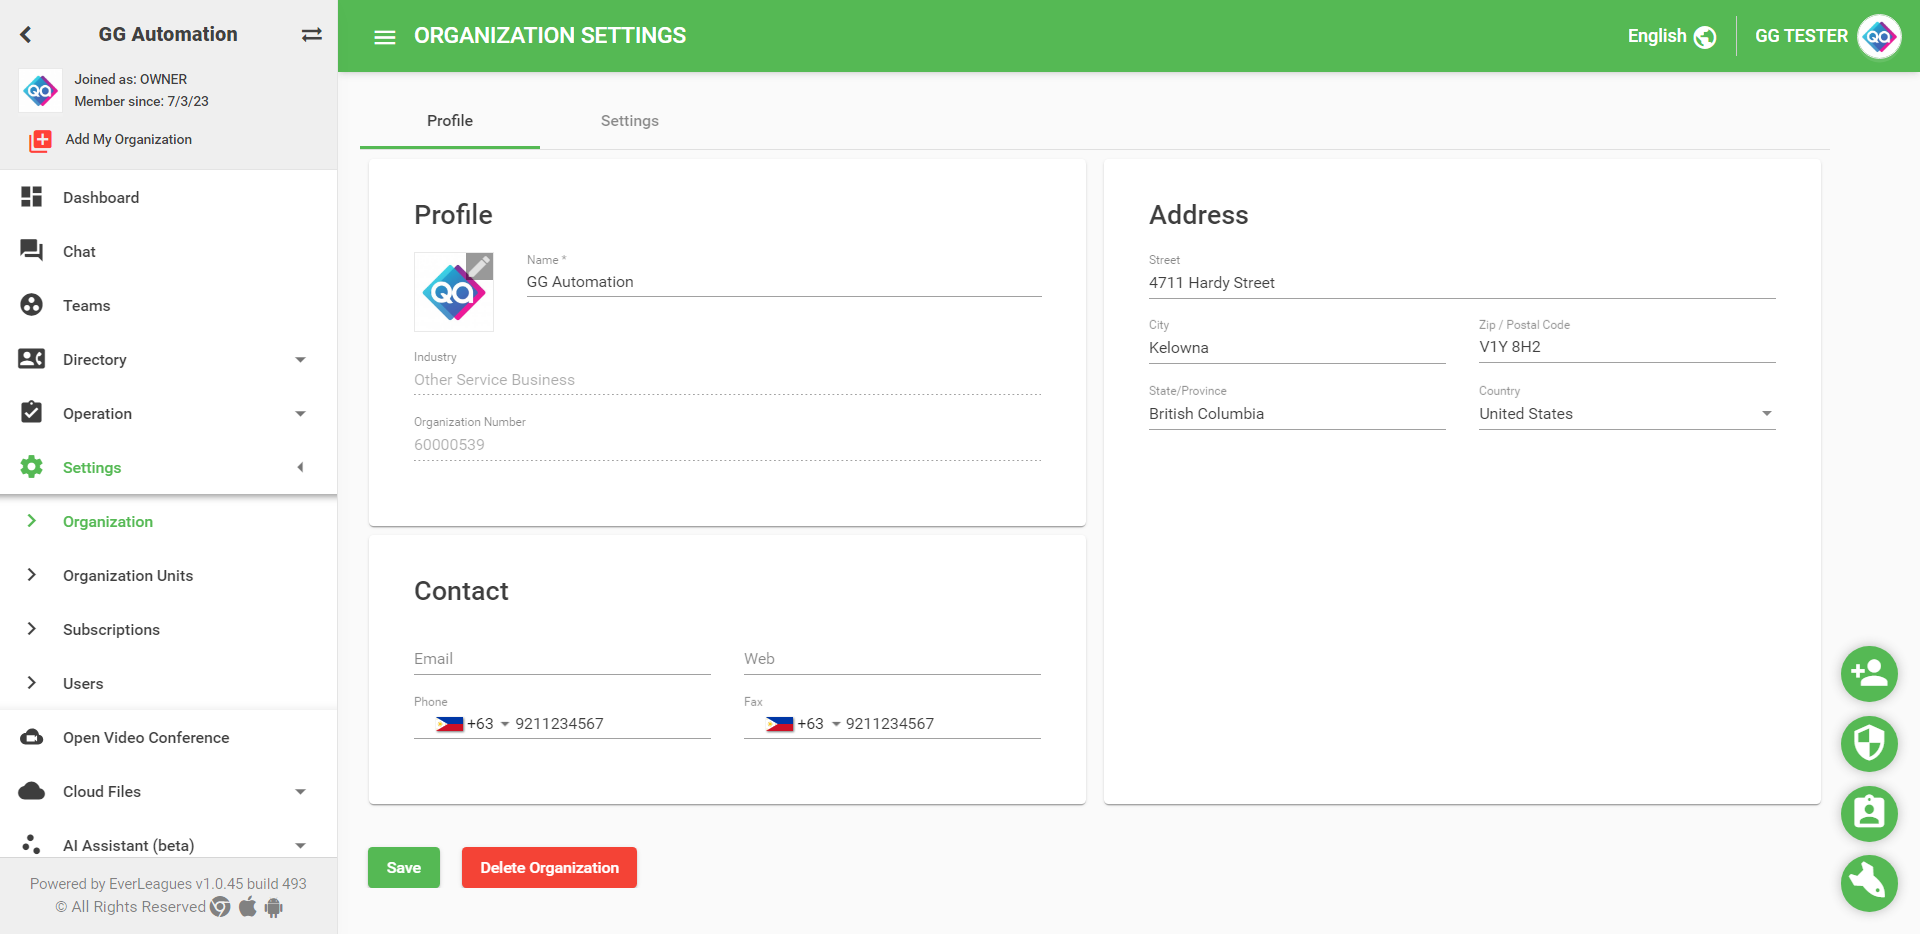 GG Automation
Joined as: OWNER
Member since: 7/3/23
Add My Organization
Dashboard
Chat
Teams
Directory
Operation
Settings
Organization
Organization Units
Subscriptions
Users
Open Video Conference
Cloud Files
AI Assistant (beta)
Powered by EverLeagues v1.0.45 build 493
© All Rights Reserved
ORGANIZATION SETTINGS
English
GG TESTER
Profile
Settings
Profile
Name *
GG Automation
Industry
Other Service Business
Organization Number
60000539
Contact
Email
Web
Phone
+63 9211234567
Fax
+63 9211234567
Address
Street
4711 Hardy Street
City
Kelowna
Zip / Postal Code
V1Y 8H2
State/Province
British Columbia
Country
United States
Save
Delete Organization
QA
QA
QA